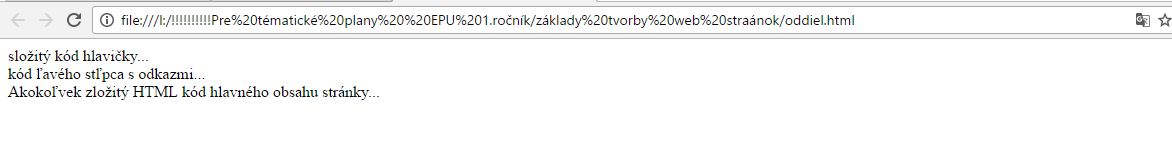 file:///I:/!!!!!!!!!!Pre%20tématické%20plany%20%20EPU%201.ročník/základy%20tvorby%20web%20straánok/oddiel.html
složitý kód hlavičky...
kód ľavého stĺpca s odkazmi...
Akokoľvek zložitý HTML kód hlavného obsahu stránky...